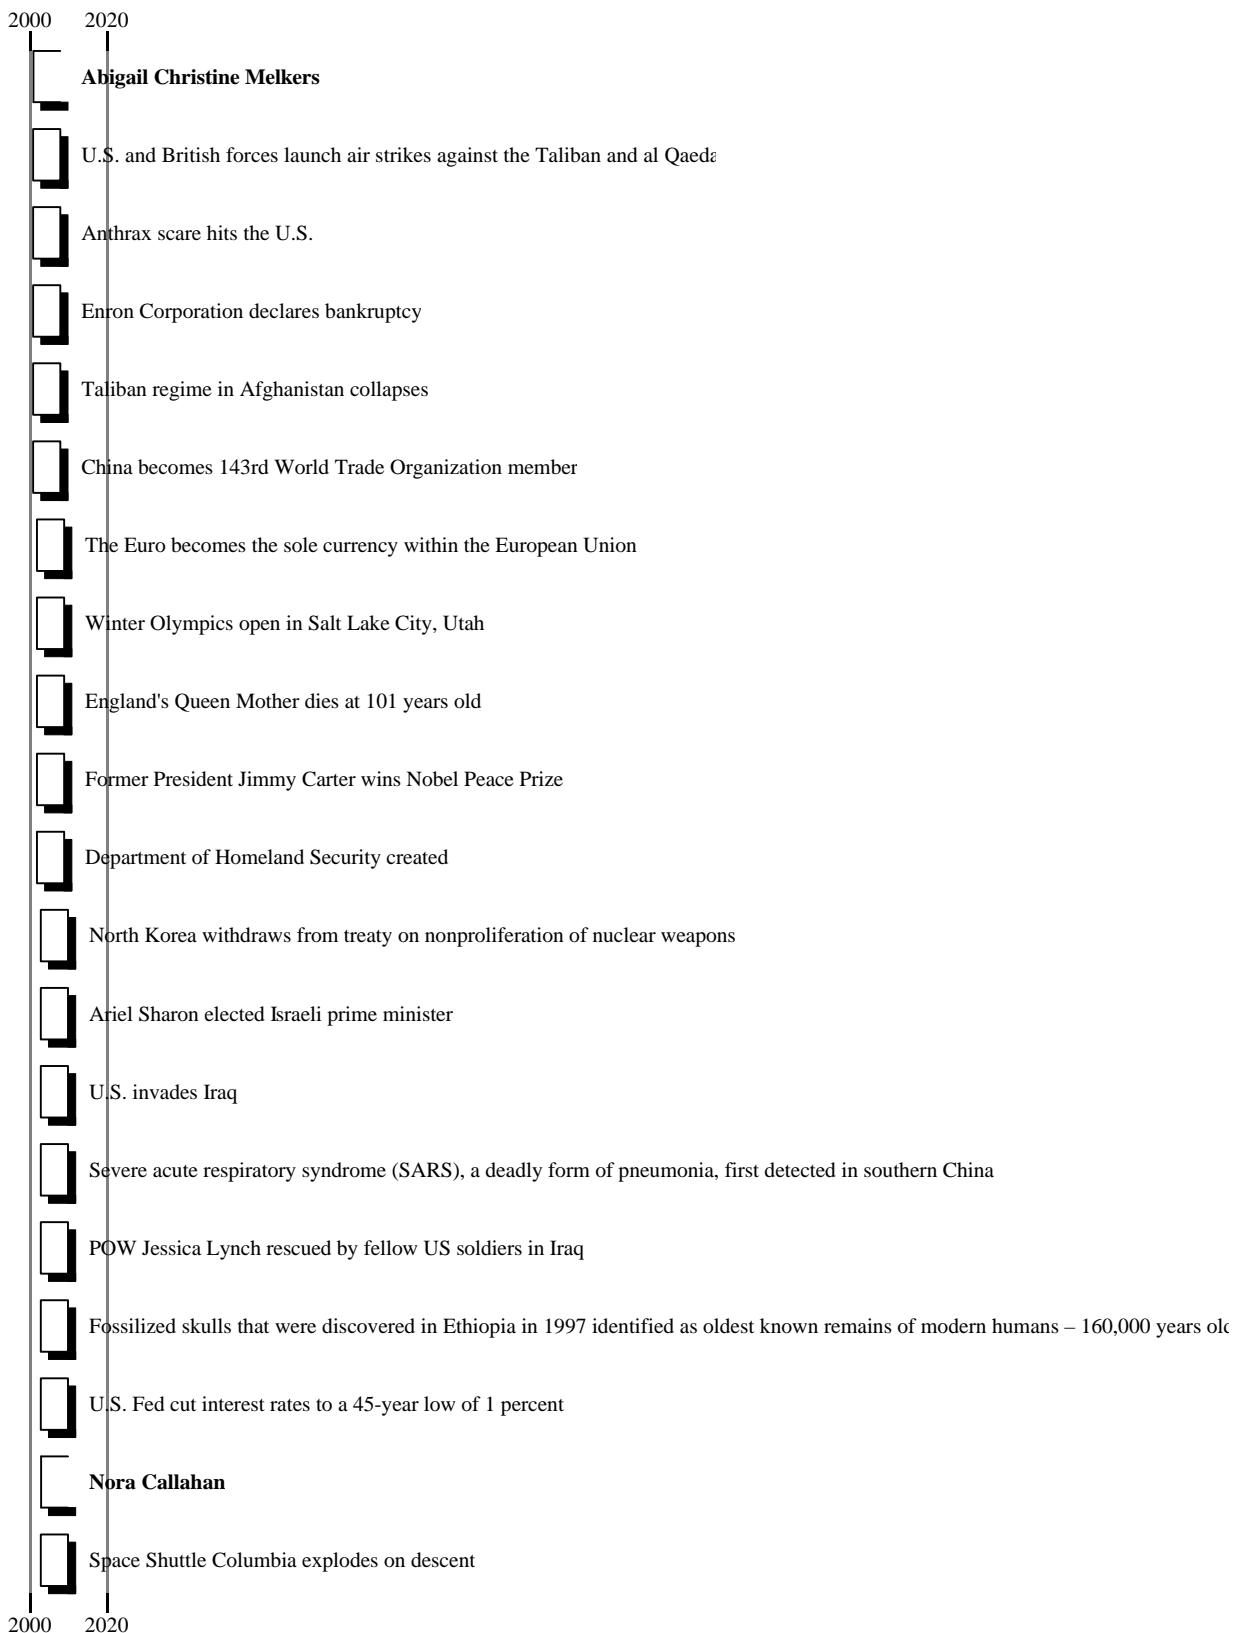 2000 2020
Abigail Christine Melkers
U.S. and British forces launch air strikes against the Taliban and al Qaeda
Anthrax scare hits the U.S.
Enron Corporation declares bankruptcy
Taliban regime in Afghanistan collapses
China becomes 143rd World Trade Organization member
The Euro becomes the sole currency within the European Union
Winter Olympics open in Salt Lake City, Utah
England's Queen Mother dies at 101 years old
Former President Jimmy Carter wins Nobel Peace Prize
Department of Homeland Security created
North Korea withdraws from treaty on nonproliferation of nuclear weapons
Ariel Sharon elected Israeli prime minister
U.S. invades Iraq
Severe acute respiratory syndrome (SARS), a deadly form of pneumonia, first detected in southern China
POW Jessica Lynch rescued by fellow US soldiers in Iraq
Fossilized skulls that were discovered in Ethiopia in 1997 identified as oldest known remains of modern humans – 160,000 years old
U.S. Fed cut interest rates to a 45-year low of 1 percent
Nora Callahan
Space Shuttle Columbia explodes on descent
2000 2020